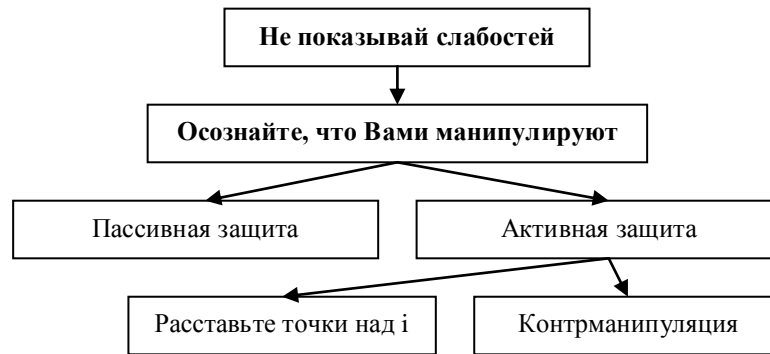 Не показывай слабостей
Осознайте, что Вами манипулируют
Пассивная защита
Активная защита
Расставьте точки над i
Контрманипуляция